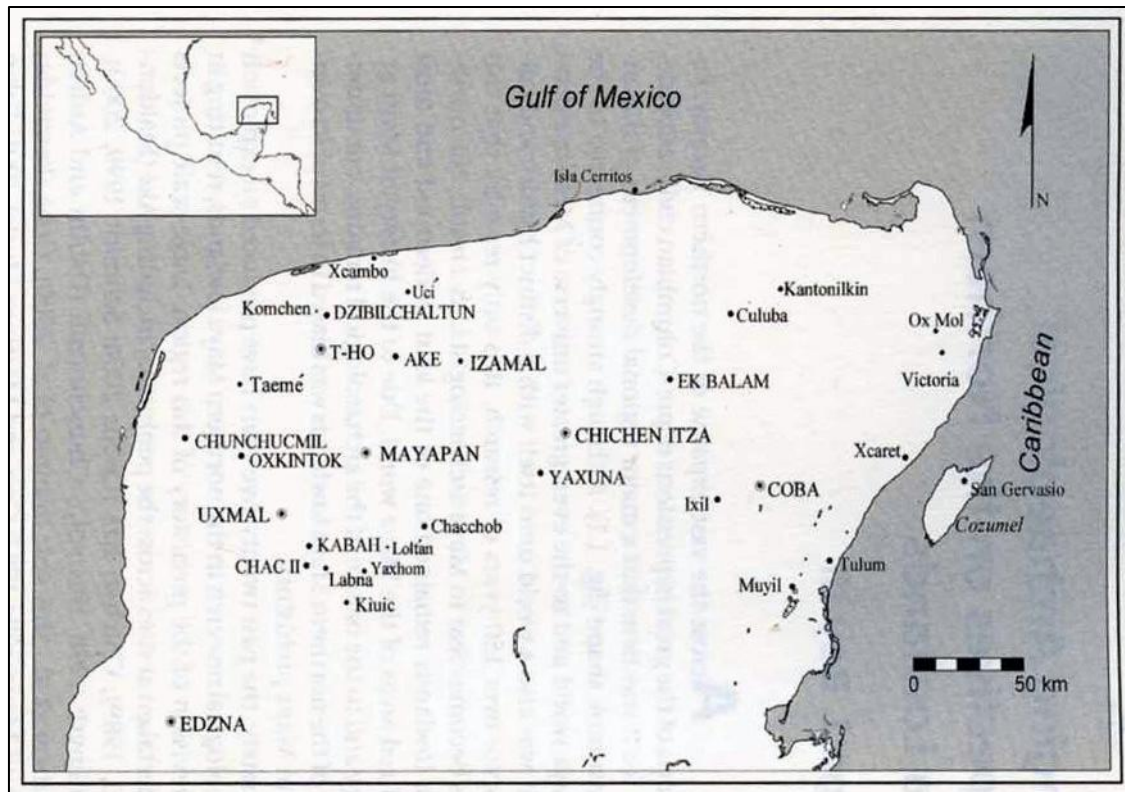 Gulf of Mexico
N
Isla Cerritos
Xcambo
Ucí
Kantonilkin
Komchen
DZIBILCHALTUN
Culuba
Ox Mol
T-HO
AKE
IZAMAL
Taemé
EK BALAM
Victoria
Caribbean
CHUNCHUCMIL
CHICHEN ITZA
OXKINTOK
MAYAPAN
Xcaret
YAXUNA
COBA
San Gervasio
Ixil
UXMAL
Chacchob
Cozumel
KABAH
Loltán
CHAC II
Labna
Yaxhom
Tulum
Muyil
Kiuic
0
50 km
EDZNA